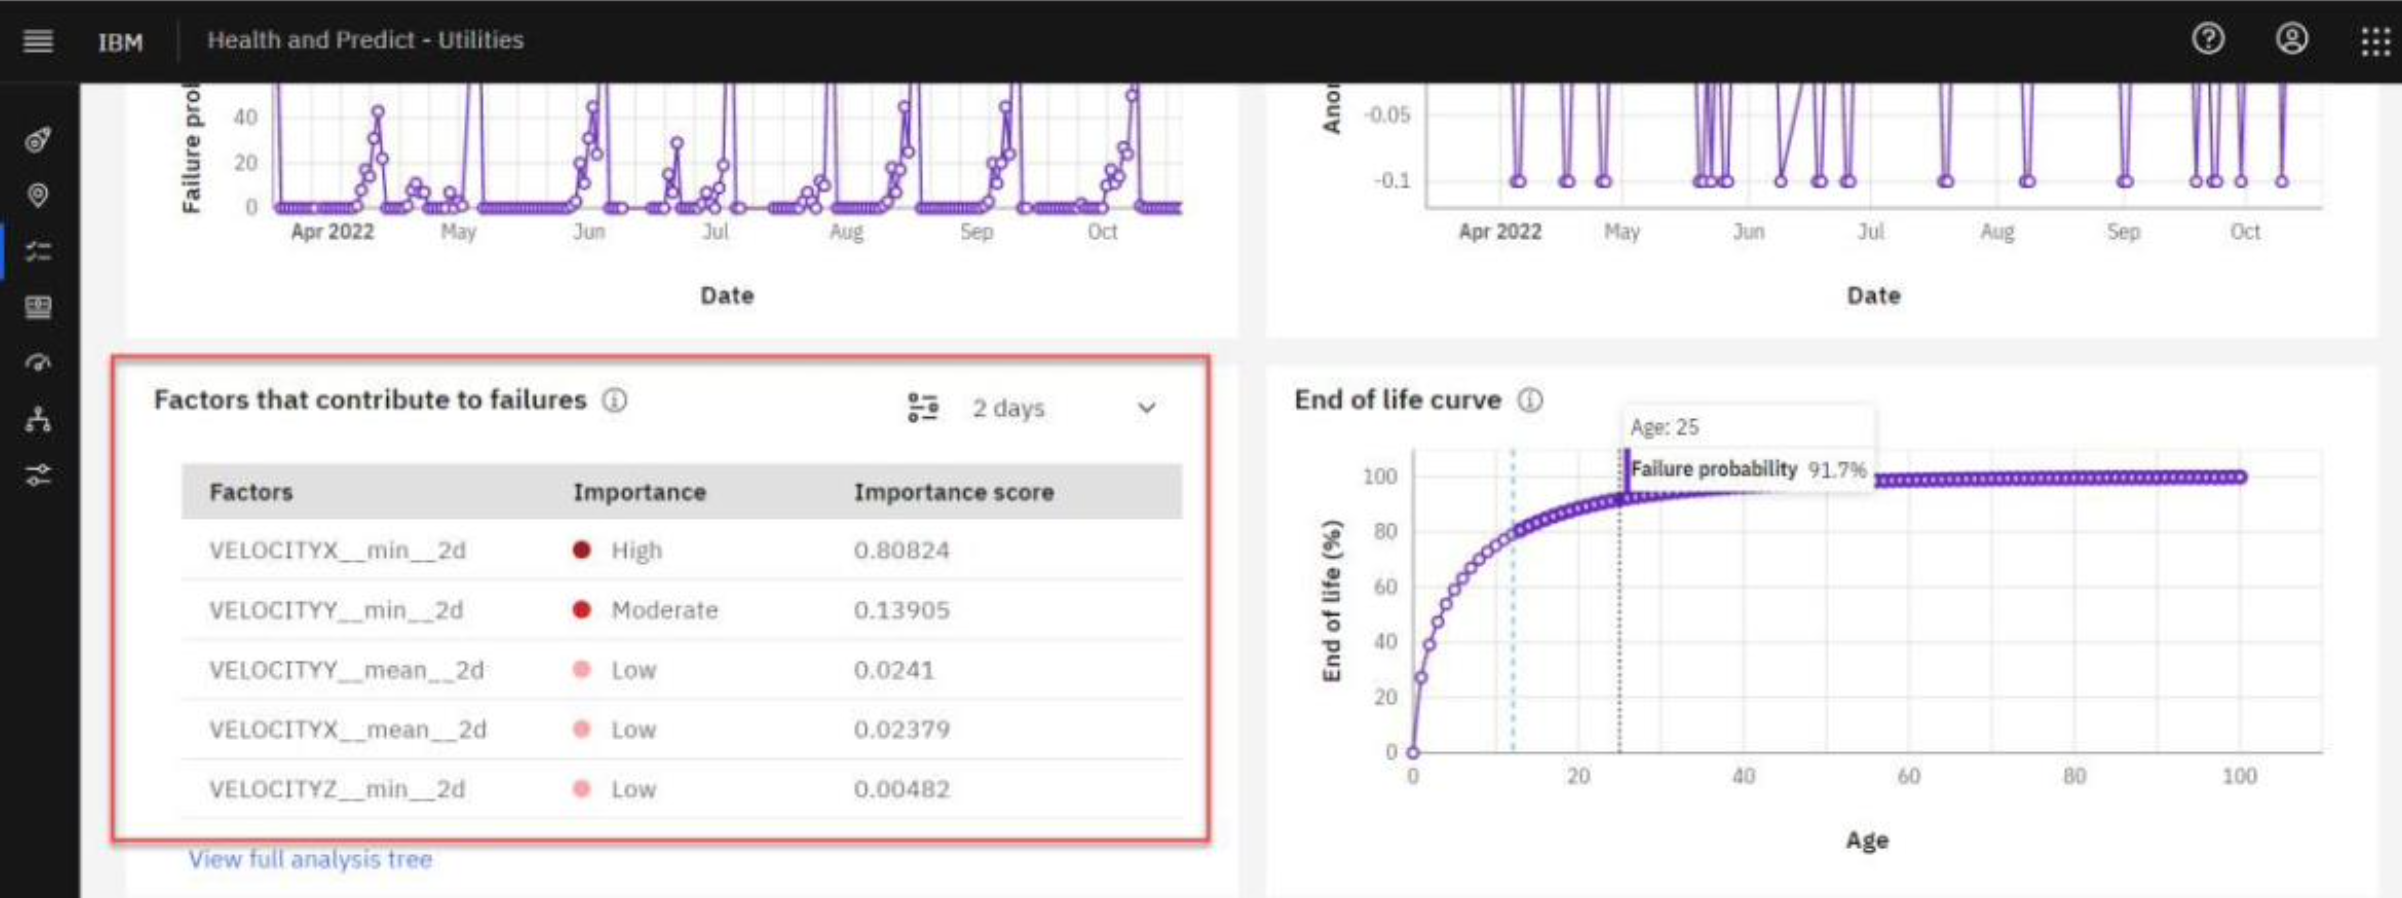 IBM Health and Predict - Utilities
Failure
40
20
0
Apr 2022 May Jun Jul Aug Sep Oct
Date
-0.05
-0.1
Apr 2022 May Jun Jul Aug Sep Oct
Date
Factors that contribute to failures
2 days
Factors Importance Importance score
VELOCITYX__min__2d High 0.80824
VELOCITYY__min__2d Moderate 0.13905
VELOCITYY__mean__2d Low 0.0241
VELOCITYX__mean__2d Low 0.02379
VELOCITYZ__min__2d Low 0.00482
View full analysis tree
End of life curve
Age: 25
Failure probability 91.7%
End of life (%)
100
80
60
40
20
0
0 20 40 60 80 100
Age